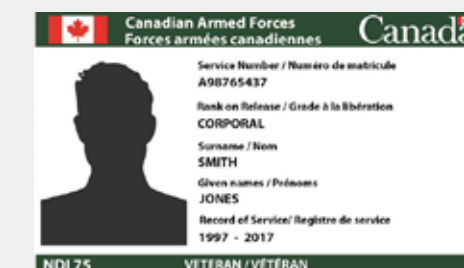 Canadian Armed Forces
Forces armées canadiennes
Canada
Service Number / Numéro de matricule
A98765437
Rank on Release / Grade à la libération
CORPORAL
Surname / Nom
SMITH
Given names / Prénoms
JONES
Record of Service/ Registre de service
1997 - 2017
NDI 75
VETERAN / VÉTÉRAN